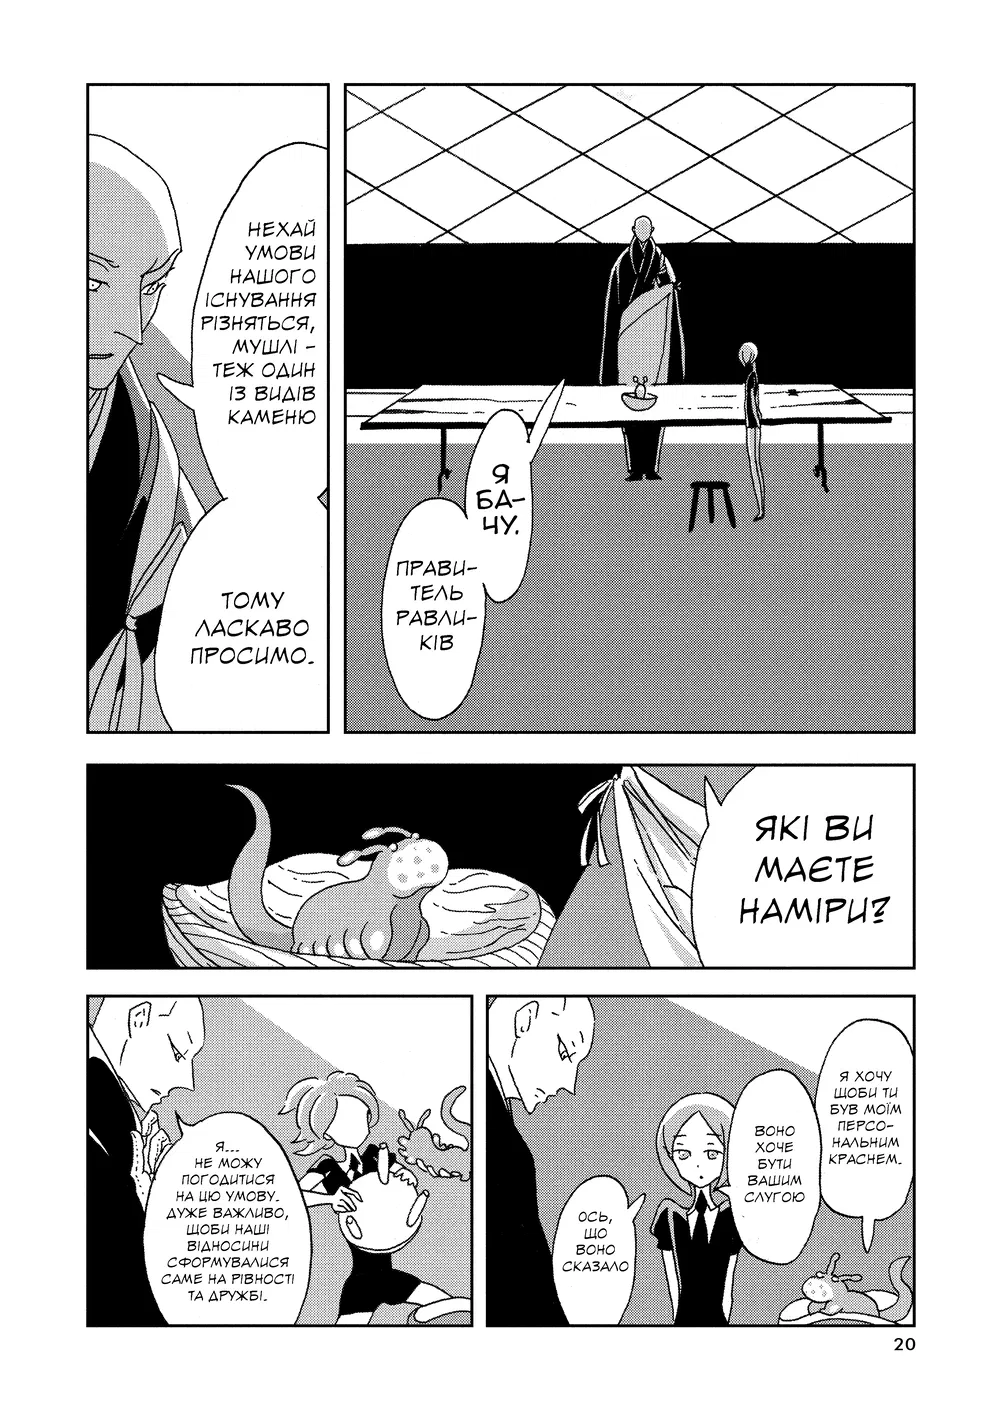 Я
БА-
ЧУ.
ПРАВИ-
ТЕЛЬ
РАВЛИ-
КІВ
НЕХАЙ
УМОВИ
НАШОГО
ІСНУВАННЯ
РІЗНЯТЬСЯ,
МУШЛІ -
ТЕЖ ОДИН
ІЗ ВИДІВ
КАМЕНЮ
ТОМУ
ЛАСКАВО
ПРОСИМО.
ЯКІ ВИ
МАЄТЕ
НАМІРИ?
Я ХОЧУ
ЩОБИ ТИ
БУВ МОЇМ
ПЕРСО-
НАЛЬНИМ
КРАСНЕМ.
ВОНО
ХОЧЕ
БУТИ
ВАШИМ
СЛУГОЮ
ОСЬ,
ЩО
ВОНО
СКАЗАЛО
Я...
НЕ МОЖУ
ПОГОДИТИСЯ
НА ЦЮ УМОВУ.
ДУЖЕ ВАЖЛИВО,
ЩОБИ НАШІ
ВІДНОСИНИ
СФОРМУВАЛИСЯ
САМЕ НА РІВНОСТІ
ТА ДРУЖБІ.
20